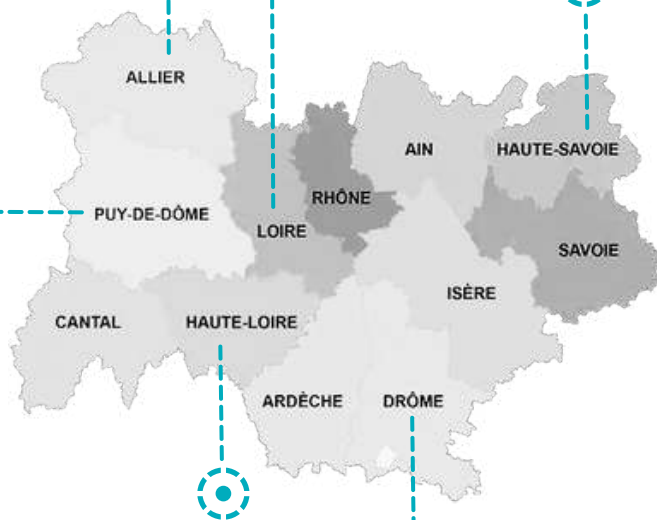 ALLIER
AIN
HAUTE-SAVOIE
RHÔNE
PUY-DE-DÔME
LOIRE
SAVOIE
ISÈRE
CANTAL
HAUTE-LOIRE
ARDÈCHE
DRÔME